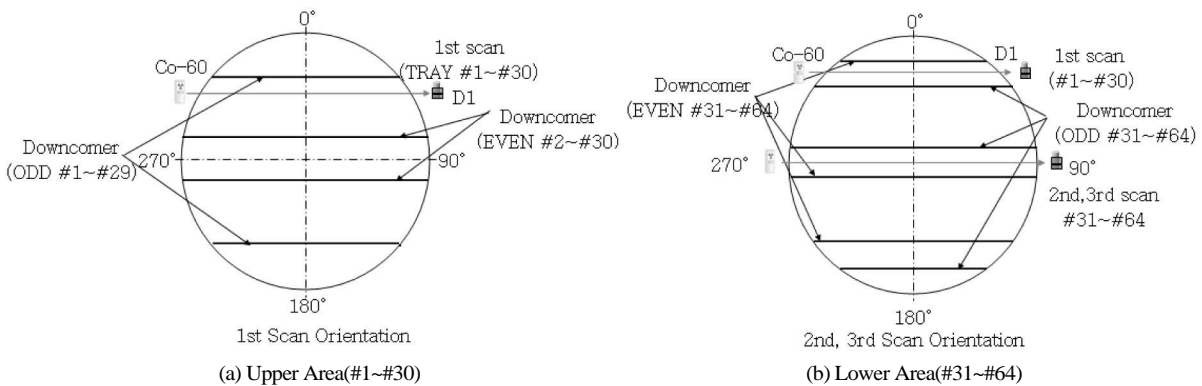 0°
1st scan
(TRAY #1~#30)
Co-60
D1
Downcomer
(EVEN #2~#30)
Downcomer
(ODD #1~#29)
270°
90°
180°
1st Scan Orientation
(a) Upper Area(#1~#30)
0°
D1
1st scan
(#1~#30)
Co-60
Downcomer
(EVEN #31~#64)
Downcomer
(ODD #31~#64)
270°
90°
2nd,3rd scan
#31~#64
180°
2nd, 3rd Scan Orientation
(b) Lower Area(#31~#64)